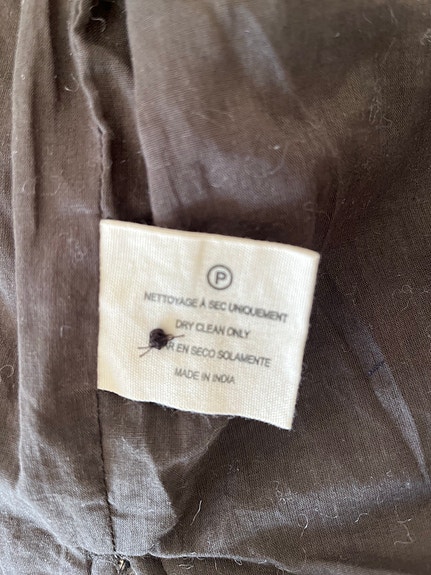 P
NETTOYAGE À SEC UNIQUEMENT
DRY CLEAN ONLY
EN SECO SOLAMENTE
MADE IN INDIA